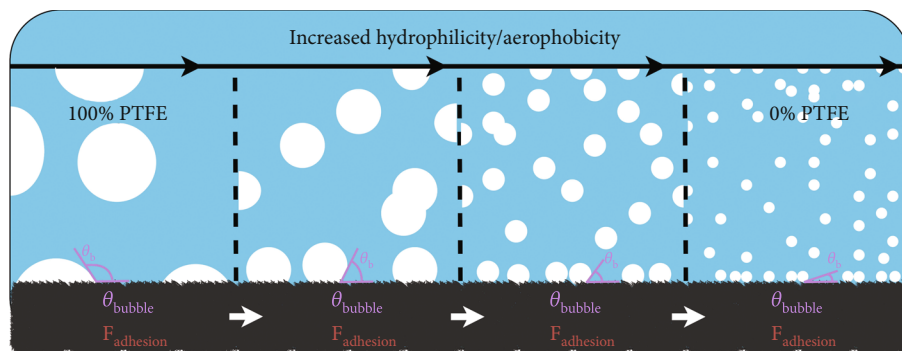 Increased hydrophilicity/aerophobicity
100% PTFE
0% PTFE
θb
θb
θb
θb
θbubble
θbubble
θbubble
θbubble
Fadhesion
Fadhesion
Fadhesion
Fadhesion